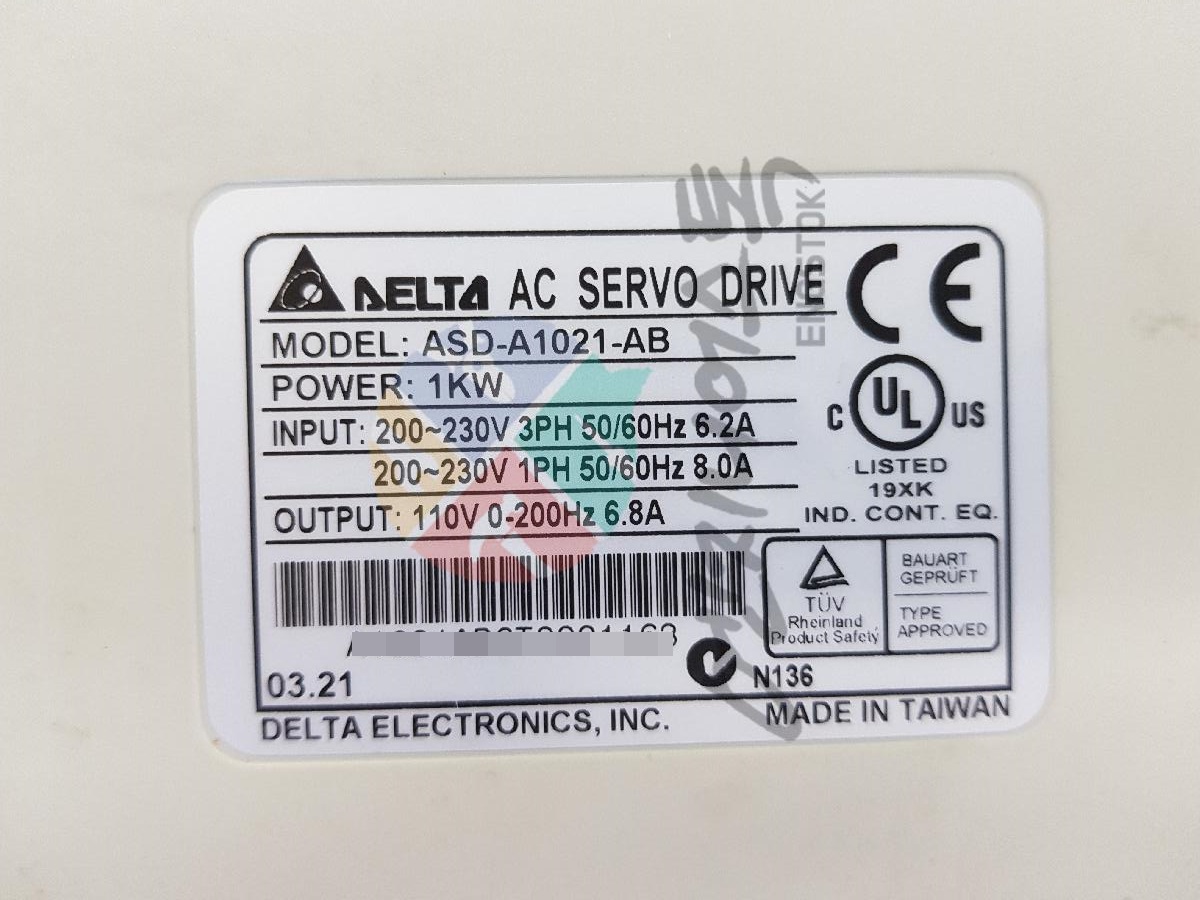 DELTA AC SERVO DRIVE
MODEL: ASD-A1021-AB
POWER: 1KW
INPUT: 200~230V 3PH 50/60Hz 6.2A
200~230V 1PH 50/60Hz 8.0A
OUTPUT: 110V 0-200Hz 6.8A
CE
C UL US
LISTED
19XK
IND. CONT. EQ.
TÜV
Rheinland
Product Safety
BAUART
GEPRÜFT
TYPE
APPROVED
N136
03.21
DELTA ELECTRONICS, INC.
MADE IN TAIWAN
ENGSTOK